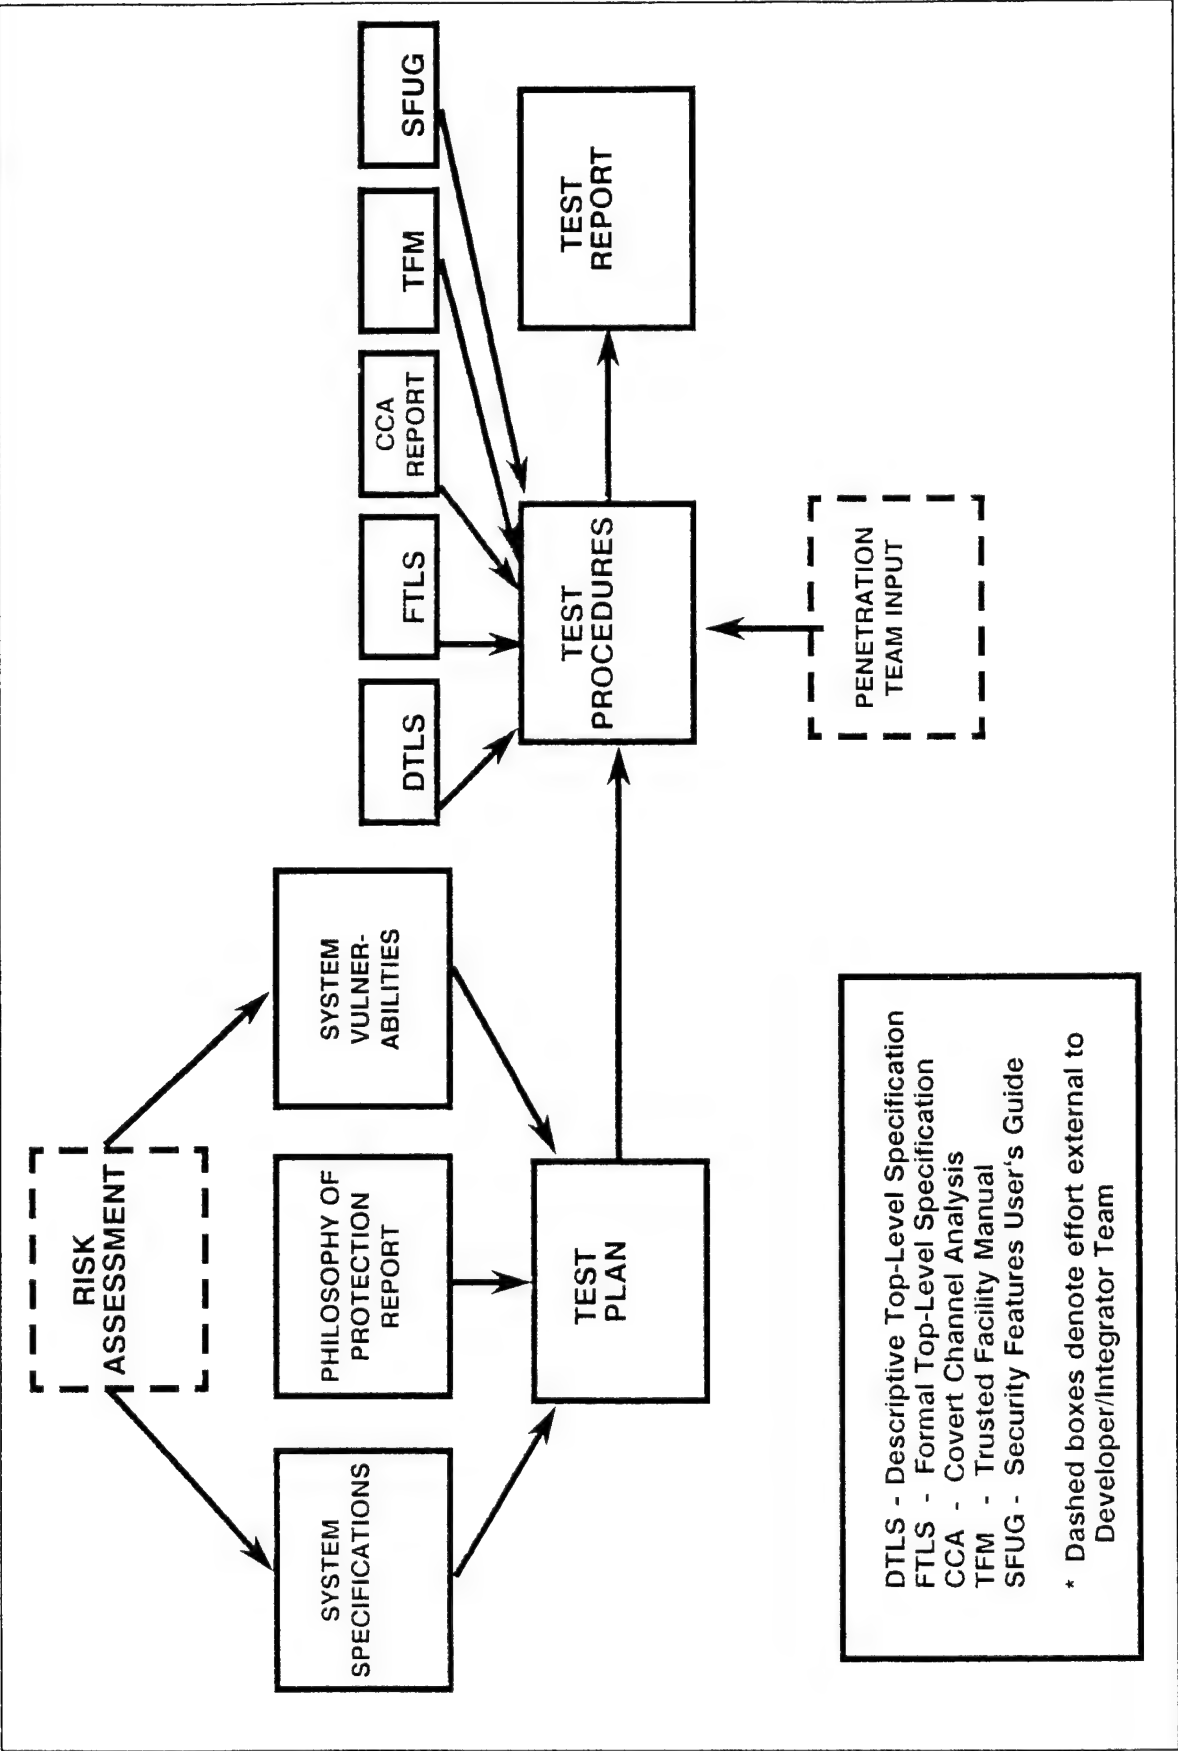 RISK
ASSESSMENT
SYSTEM
SPECIFICATIONS
PHILOSOPHY OF
PROTECTION
REPORT
SYSTEM
VULNER-
ABILITIES
DTLS
FTLS
CCA
REPORT
TFM
SFUG
TEST
PLAN
TEST
PROCEDURES
TEST
REPORT
PENETRATION
TEAM INPUT
DTLS - Descriptive Top-Level Specification
FTLS - Formal Top-Level Specification
CCA - Covert Channel Analysis
TFM - Trusted Facility Manual
SFUG - Security Features User's Guide
* Dashed boxes denote effort external to
Developer/Integrator Team